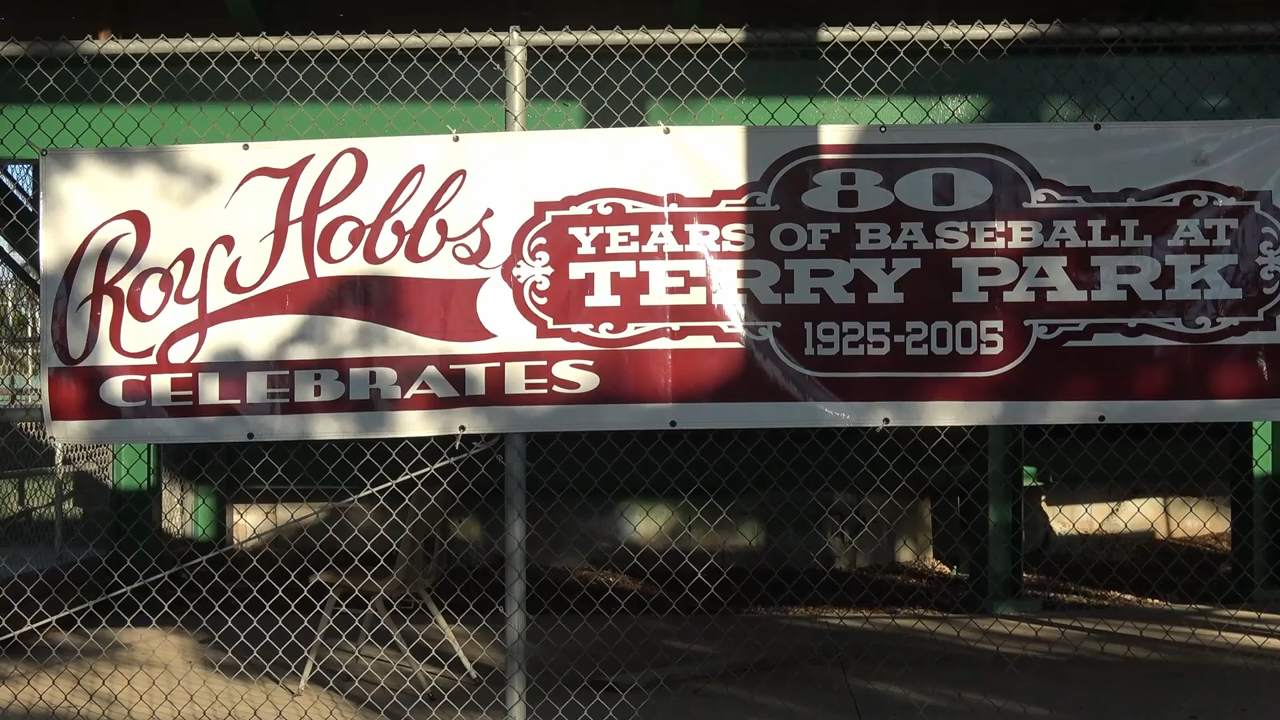 Roy Hobbs
CELEBRATES
80
YEARS OF BASEBALL AT
TERRY PARK
1925-2005